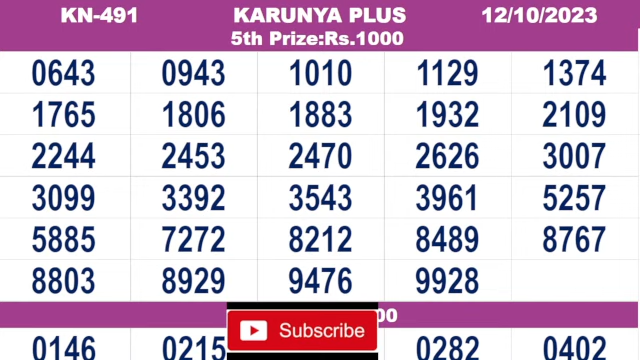 KN-491 KARUNYA PLUS 12/10/2023
5th Prize:Rs.1000
0643 0943 1010 1129 1374
1765 1806 1883 1932 2109
2244 2453 2470 2626 3007
3099 3392 3543 3961 5257
5885 7272 8212 8489 8767
8803 8929 9476 9928
00
Subscribe
0146 0215 0282 0402